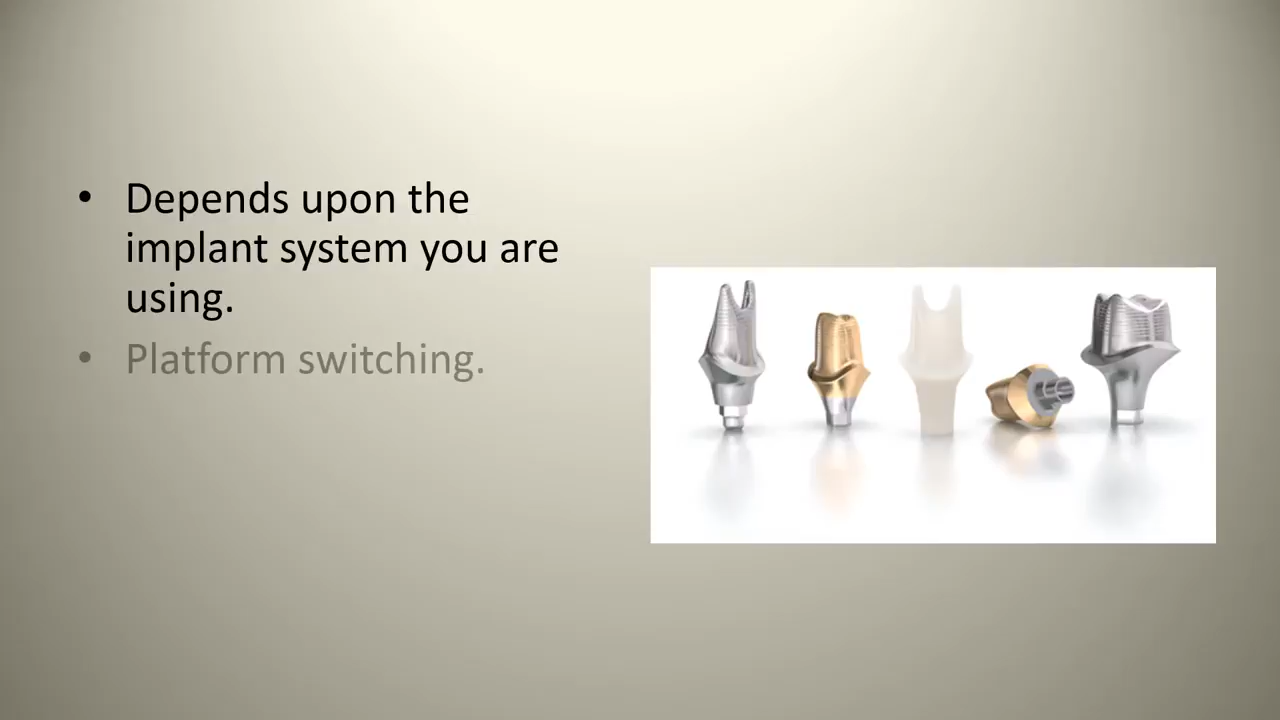 • Depends upon the
implant system you are
using.
• Platform switching.